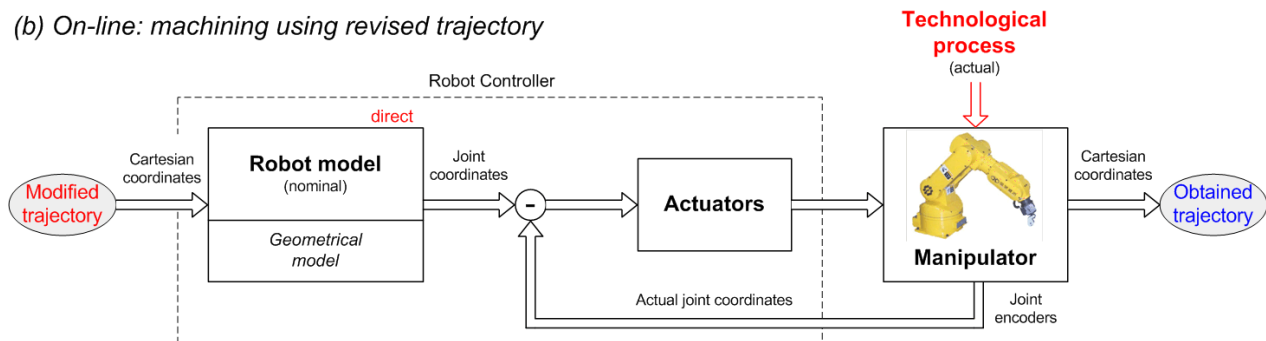 (b) On-line: machining using revised trajectory
Technological
process
(actual)
Robot Controller
direct
Cartesian
coordinates
Robot model
(nominal)
Joint
coordinates
Cartesian
coordinates
Modified
trajectory
-
Actuators
Obtained
trajectory
Geometrical
model
Manipulator
Actual joint coordinates
Joint
encoders